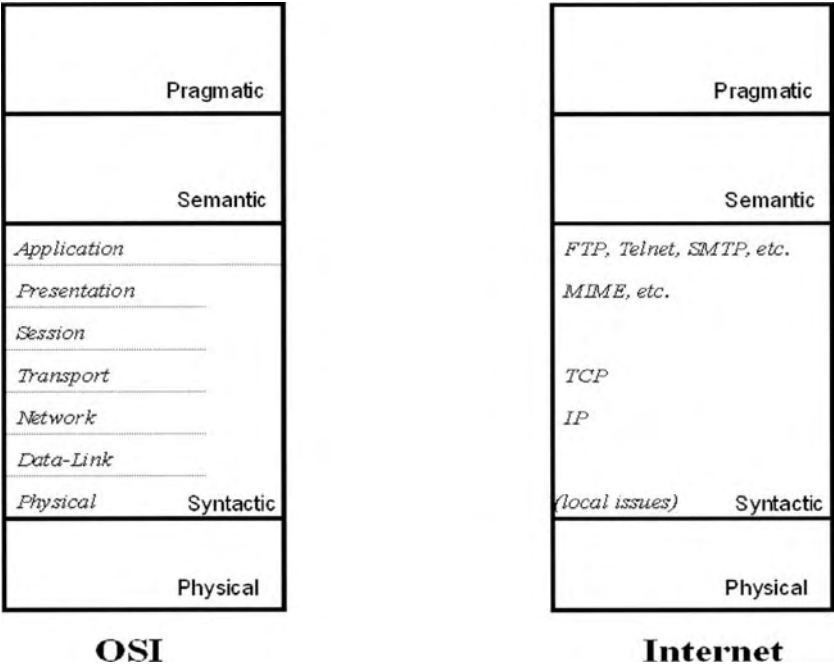 Pragmatic
Semantic
Application
Presentation
Session
Transport
Network
Data-Link
Physical Syntactic
Physical
OSI
Pragmatic
Semantic
FTP, Telnet, SMTP, etc.
MIME, etc.
TCP
IP
(local issues) Syntactic
Physical
Internet